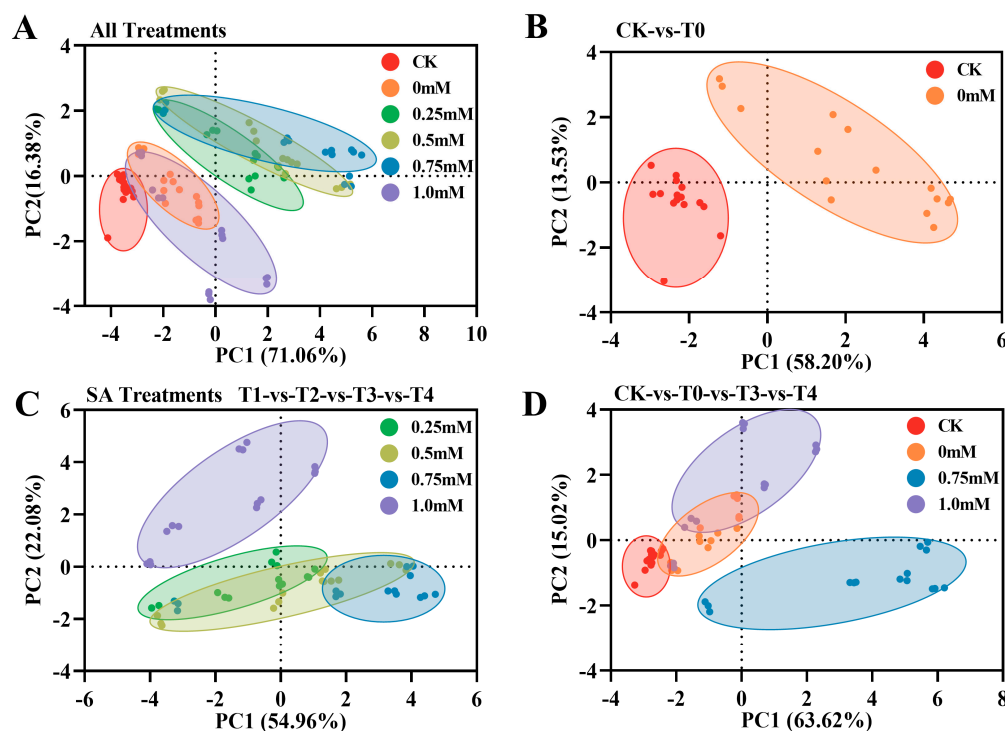 A All Treatments
CK
0mM
0.25mM
0.5mM
0.75mM
1.0mM
4
2
0
-2
-4
PC2(16.38%)
-4 -2 0 2 4 6 8 10
PC1 (71.06%)
B CK-vs-T0
CK
0mM
4
2
0
-2
-4
PC2 (13.53%)
-4 -2 0 2 4 6
PC1 (58.20%)
C SA Treatments T1-vs-T2-vs-T3-vs-T4
0.25mM
0.5mM
0.75mM
1.0mM
6
4
2
0
-2
-4
PC2 (22.08%)
-6 -4 -2 0 2 4 6
PC1 (54.96%)
D CK-vs-T0-vs-T3-vs-T4
CK
0mM
0.75mM
1.0mM
4
2
0
-2
-4
PC2 (15.02%)
-4 -2 0 2 4 6 8
PC1 (63.62%)